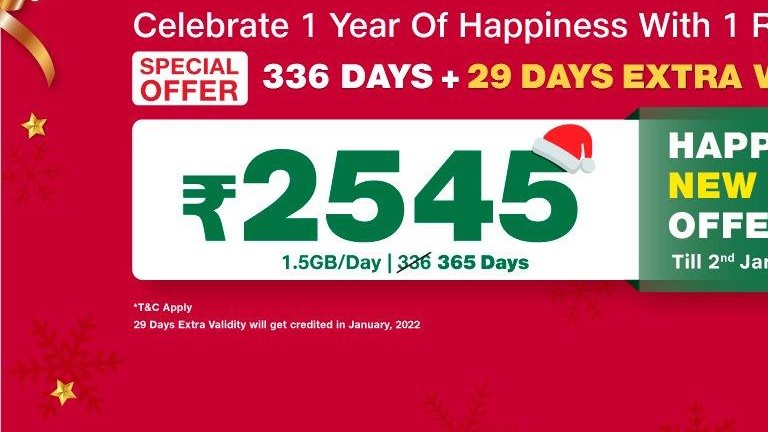 Celebrate 1 Year Of Happiness With 1 R
SPECIAL
OFFER
336 DAYS + 29 DAYS EXTRA V
₹2545
1.5GB/Day | 336 365 Days
HAPP
NEW
OFFE
Till 2nd Jan
*T&C Apply
29 Days Extra Validity will get credited in January, 2022